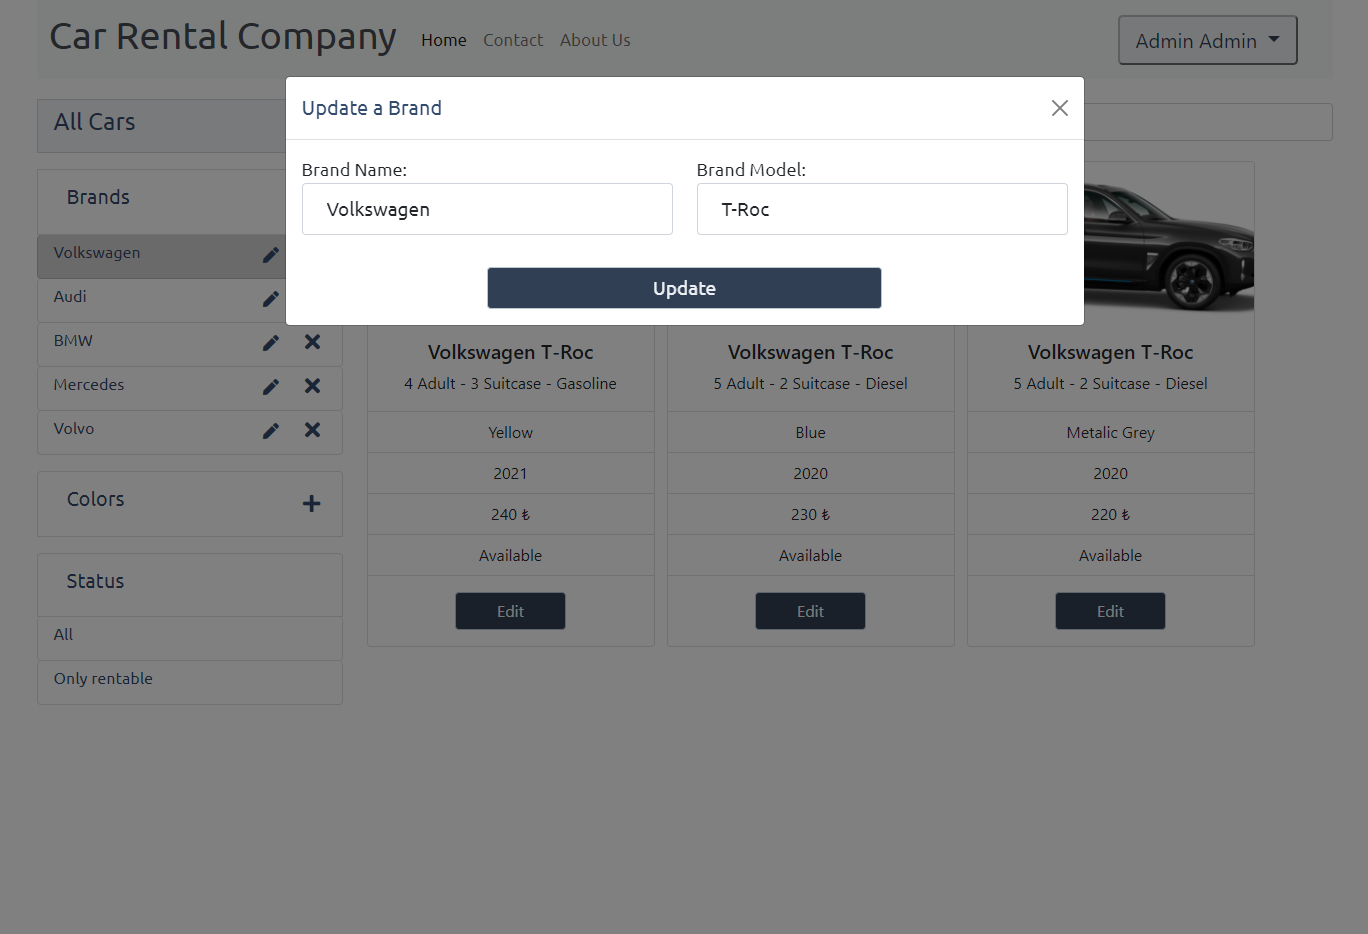 Car Rental Company Home Contact About Us Admin Admin
Update a Brand
Brand Name: Brand Model:
Volkswagen T-Roc
Update
All Cars
Brands
Volkswagen
Audi
BMW
Mercedes
Volvo
Colors
Status
All
Only rentable
Volkswagen T-Roc
4 Adult - 3 Suitcase - Gasoline
Yellow
2021
240 ₺
Available
Edit
Volkswagen T-Roc
5 Adult - 2 Suitcase - Diesel
Blue
2020
230 ₺
Available
Edit
Volkswagen T-Roc
5 Adult - 2 Suitcase - Diesel
Metalic Grey
2020
220 ₺
Available
Edit